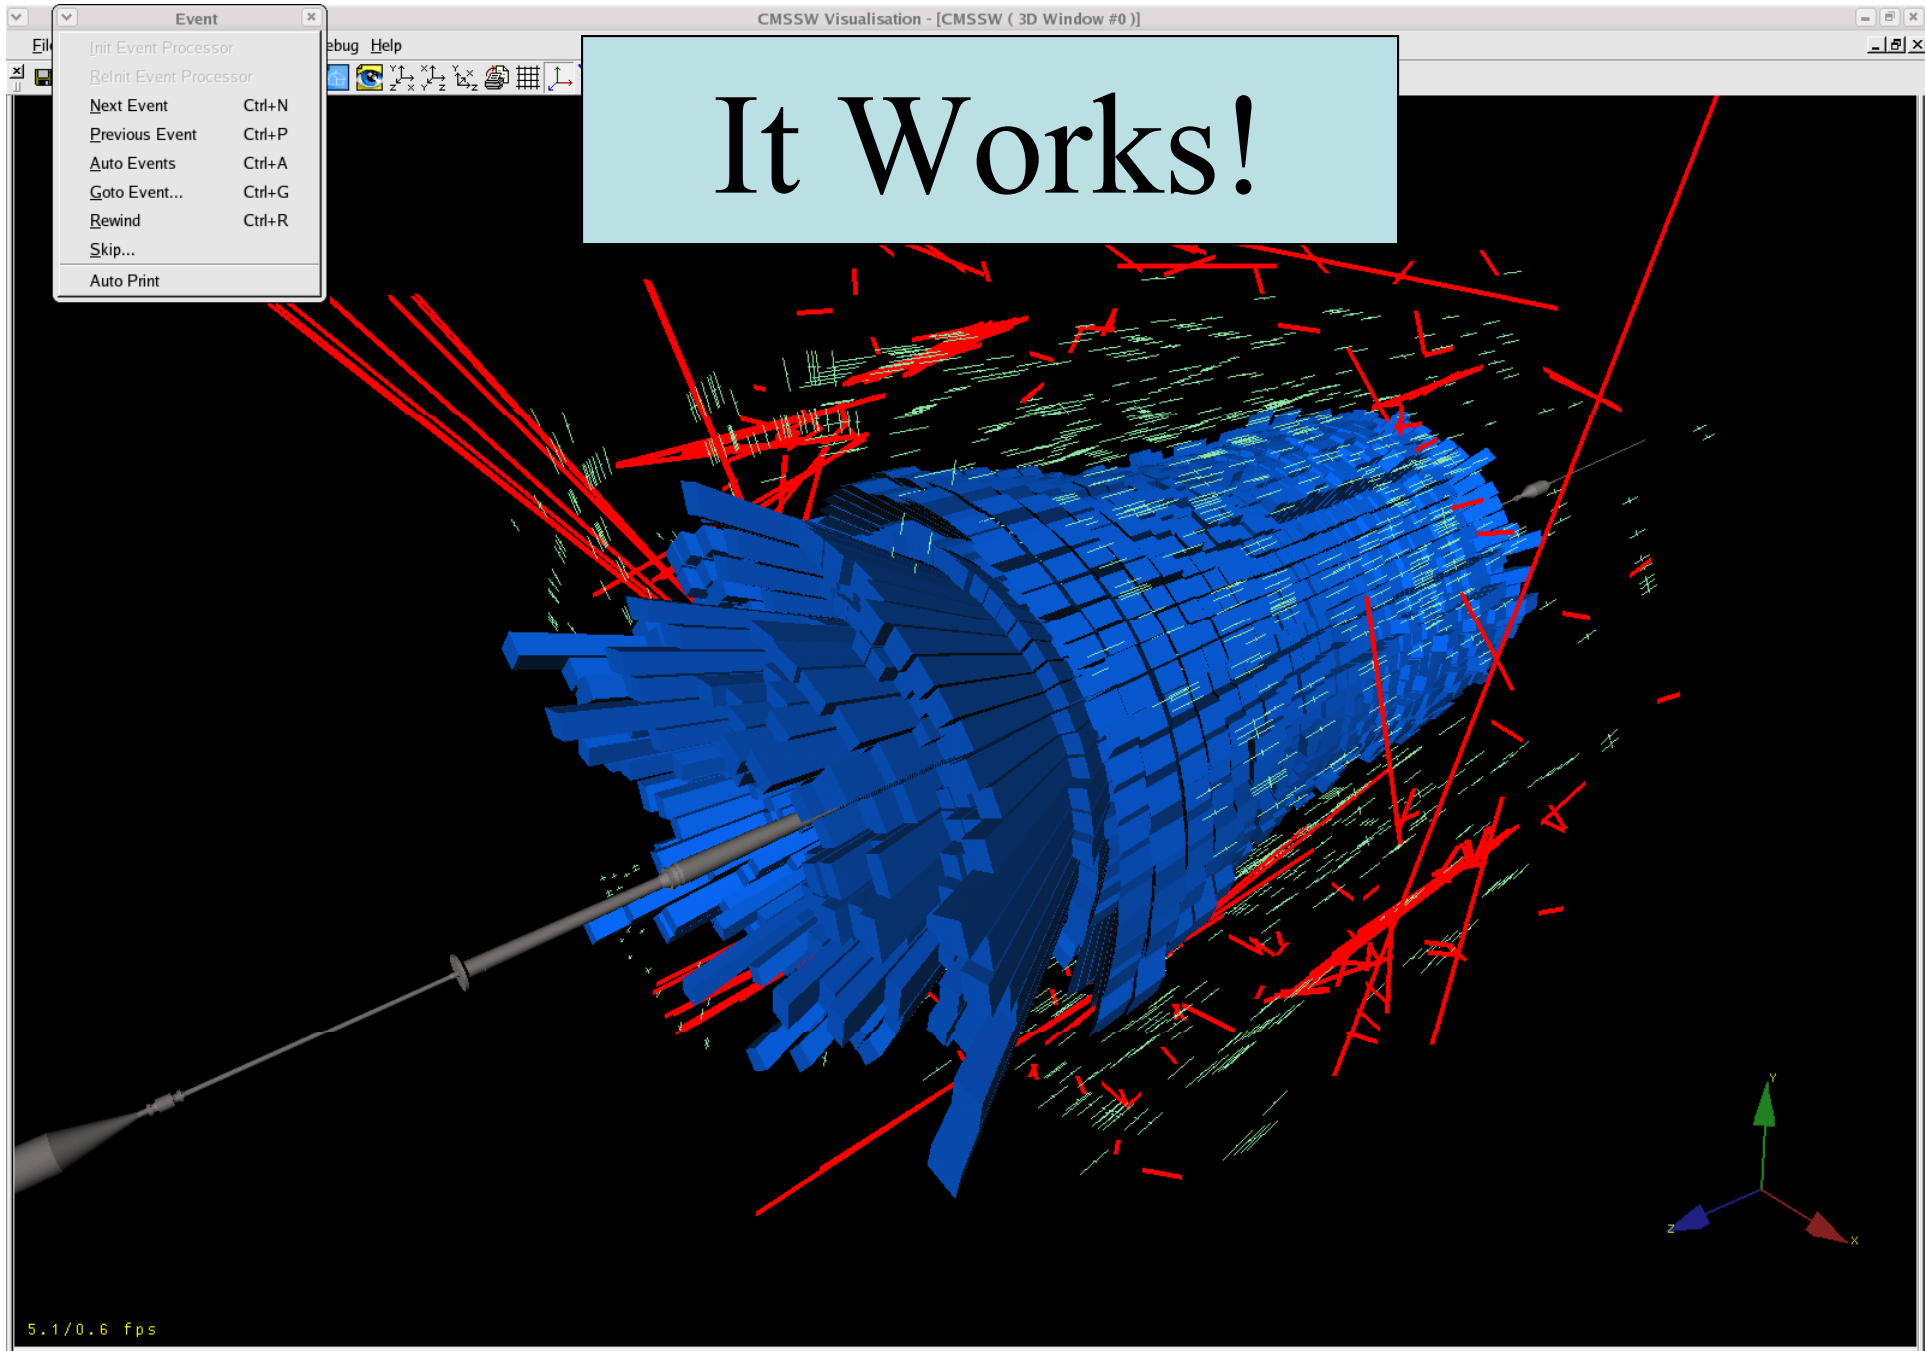 Event
CMSSW Visualisation - [CMSSW ( 3D Window #0 )]
Help
Init Event Processor
ReInit Event Processor
Next Event Ctrl+N
Previous Event Ctrl+P
Auto Events Ctrl+A
Goto Event... Ctrl+G
Rewind Ctrl+R
Skip...
Auto Print
It Works!
Y
Z
X
5.1/0.6 fps